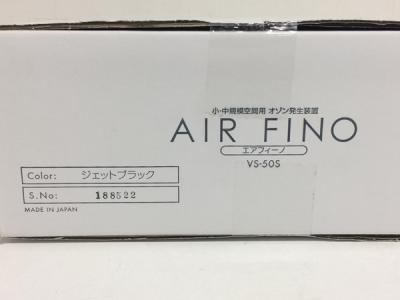 小・中規模空間用 オゾン発生装置
AIR FINO
エアフィーノ
VS-50S
Color: ジェットブラック
S.No: 188522
MADE IN JAPAN